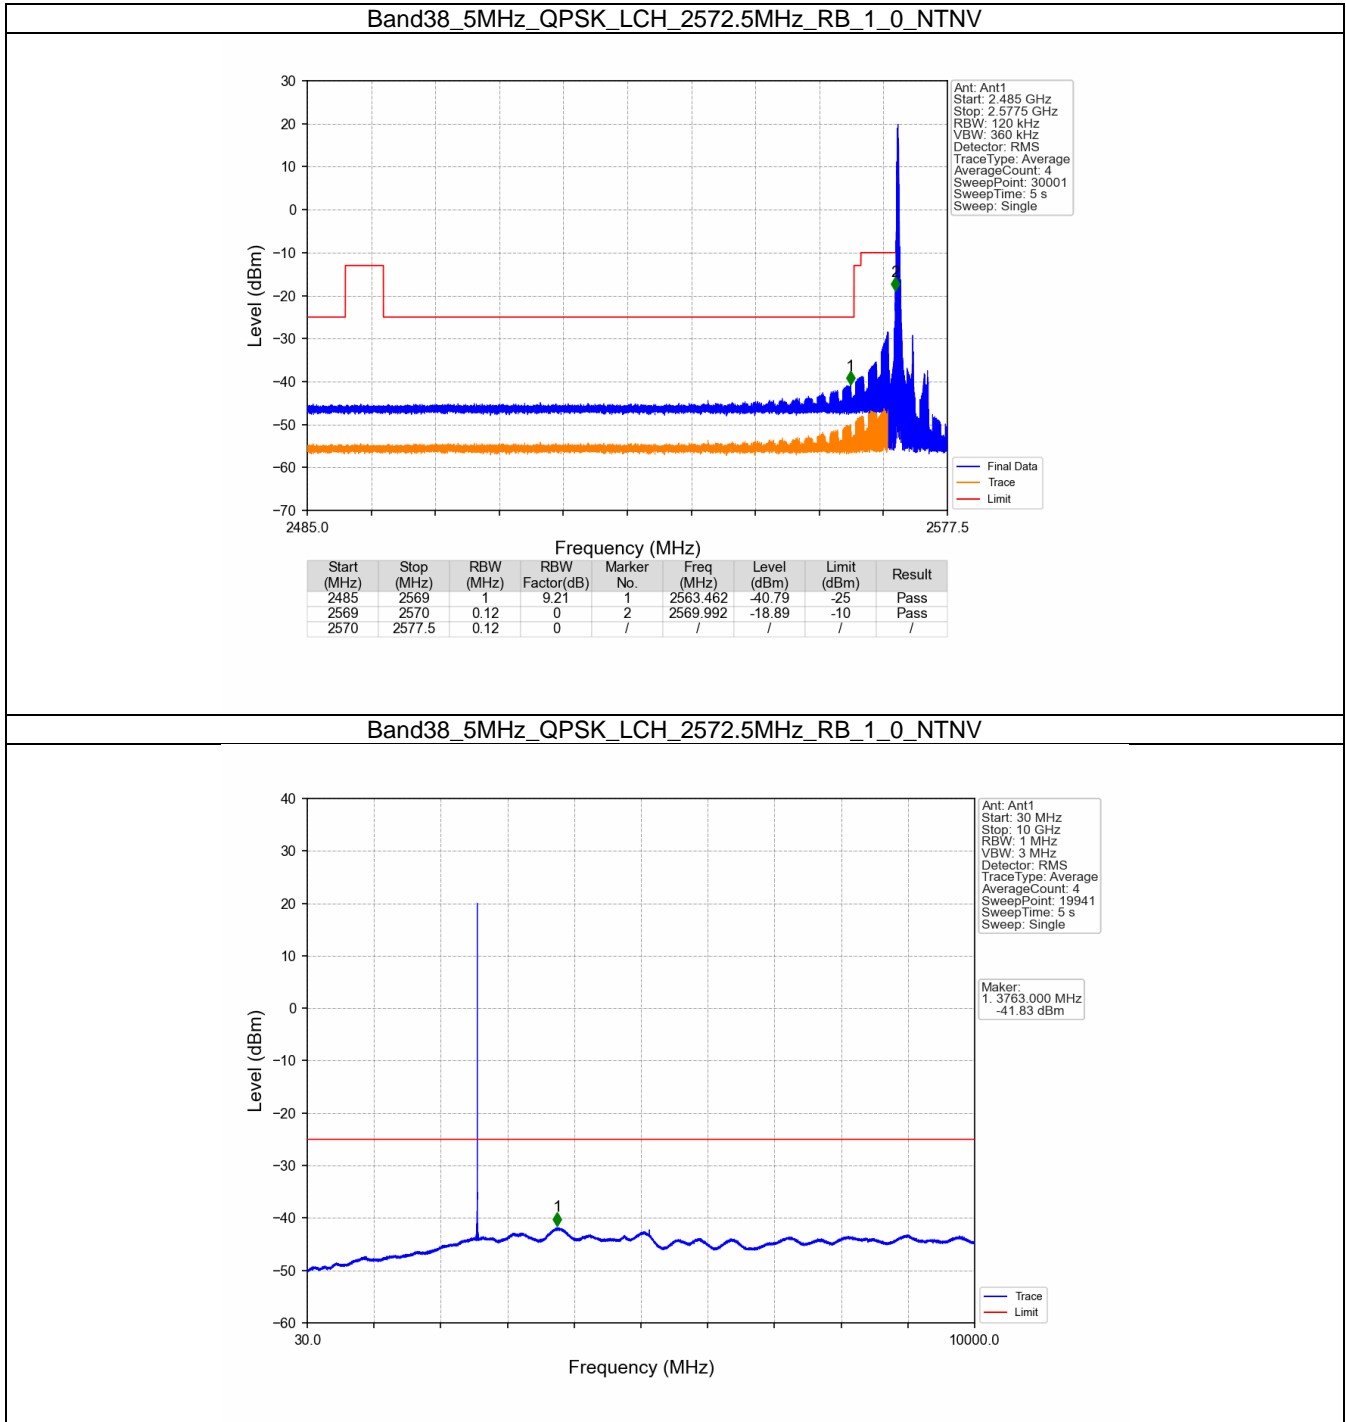 Band38_5MHz_QPSK_LCH_2572.5MHz_RB_1_0_NTNV
30
20
10
0
−10
−20
−30
−40
−50
−60
−70
Level (dBm)
1
2
2485.0
2577.5
Frequency (MHz)
Ant: Ant1
Start: 2.485 GHz
Stop: 2.5775 GHz
RBW: 120 kHz
VBW: 360 kHz
Detector: RMS
TraceType: Average
AverageCount: 4
SweepPoint: 30001
SweepTime: 5 s
Sweep: Single
Final Data
Trace
Limit
Start (MHz) Stop (MHz) RBW (MHz) RBW Factor(dB) Marker No. Freq (MHz) Level (dBm) Limit (dBm) Result
2485 2569 1 9.21 1 2563.462 -40.79 -25 Pass
2569 2570 0.12 0 2 2569.992 -18.89 -10 Pass
2570 2577.5 0.12 0 / / / / /
Band38_5MHz_QPSK_LCH_2572.5MHz_RB_1_0_NTNV
40
30
20
10
0
−10
−20
−30
−40
−50
−60
Level (dBm)
1
30.0
10000.0
Frequency (MHz)
Ant: Ant1
Start: 30 MHz
Stop: 10 GHz
RBW: 1 MHz
VBW: 3 MHz
Detector: RMS
TraceType: Average
AverageCount: 4
SweepPoint: 19941
SweepTime: 5 s
Sweep: Single
Maker:
1. 3763.000 MHz
-41.83 dBm
Trace
Limit